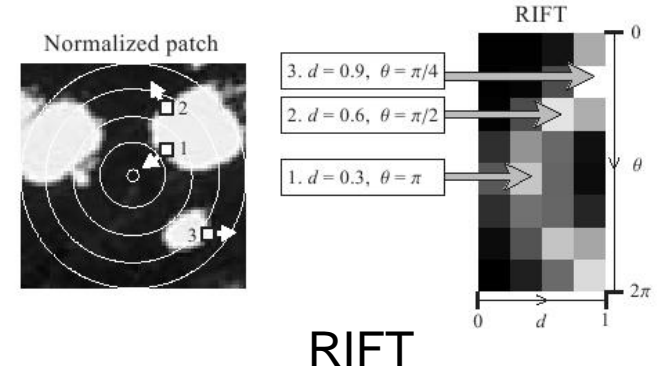 RIFT
Normalized patch
0
3. d = 0.9, θ = π/4
2
2. d = 0.6, θ = π/2
1
1. d = 0.3, θ = π
θ
3
2π
0
d
1
RIFT